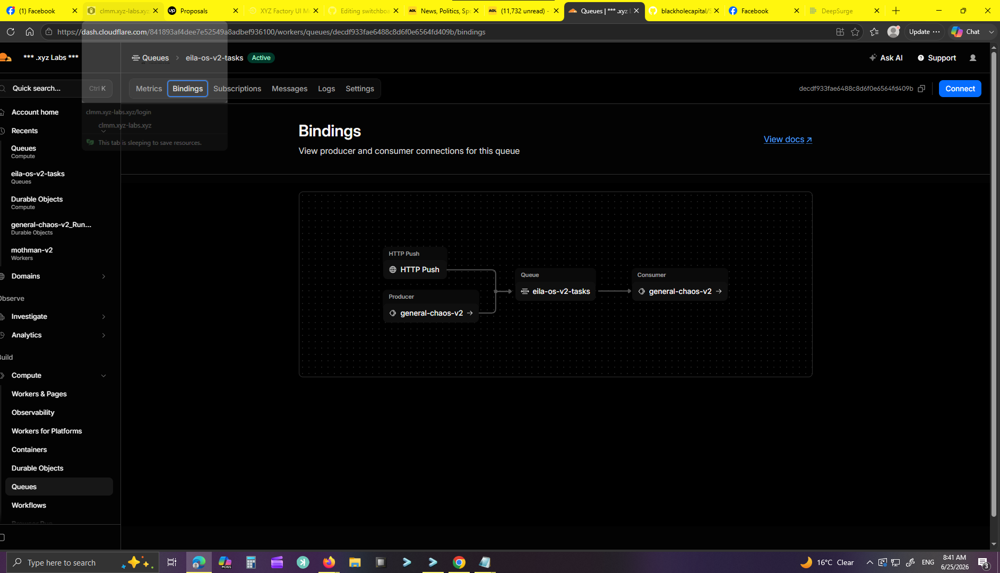 (1) Facebook
clmm.xyz-labs.xyz
Proposals
XYZ Factory UI M
Editing switchboa
News, Politics, Sp
(11,732 unread) -
Queues | *** .xyz
blackholecapital/
Facebook
DeepSurge
https://dash.cloudflare.com/841893af4dee7e52549a8adbef936100/workers/queues/decdf933fae6488c8d6f0e6564fd409b/bindings
Update
Chat
*** .xyz Labs ***
Queues
eila-os-v2-tasks
Active
Ask AI
Support
Quick search...
Ctrl K
Metrics
Bindings
Subscriptions
Messages
Logs
Settings
decdf933fae6488c8d6f0e6564fd409b
Connect
clmm.xyz-labs.xyz/login
clmm.xyz-labs.xyz
This tab is sleeping to save resources.
Account home
Recents
Queues
Compute
eila-os-v2-tasks
Queues
Durable Objects
Compute
general-chaos-v2_Run...
Durable Objects
mothman-v2
Workers
Domains
Observe
Investigate
Analytics
Build
Compute
Workers & Pages
Observability
Workers for Platforms
Containers
Durable Objects
Queues
Workflows
Bindings
View producer and consumer connections for this queue
View docs
HTTP Push
HTTP Push
Producer
general-chaos-v2
Queue
eila-os-v2-tasks
Consumer
general-chaos-v2
Type here to search
M365
16°C Clear
ENG
8:41 AM
6/25/2026
3